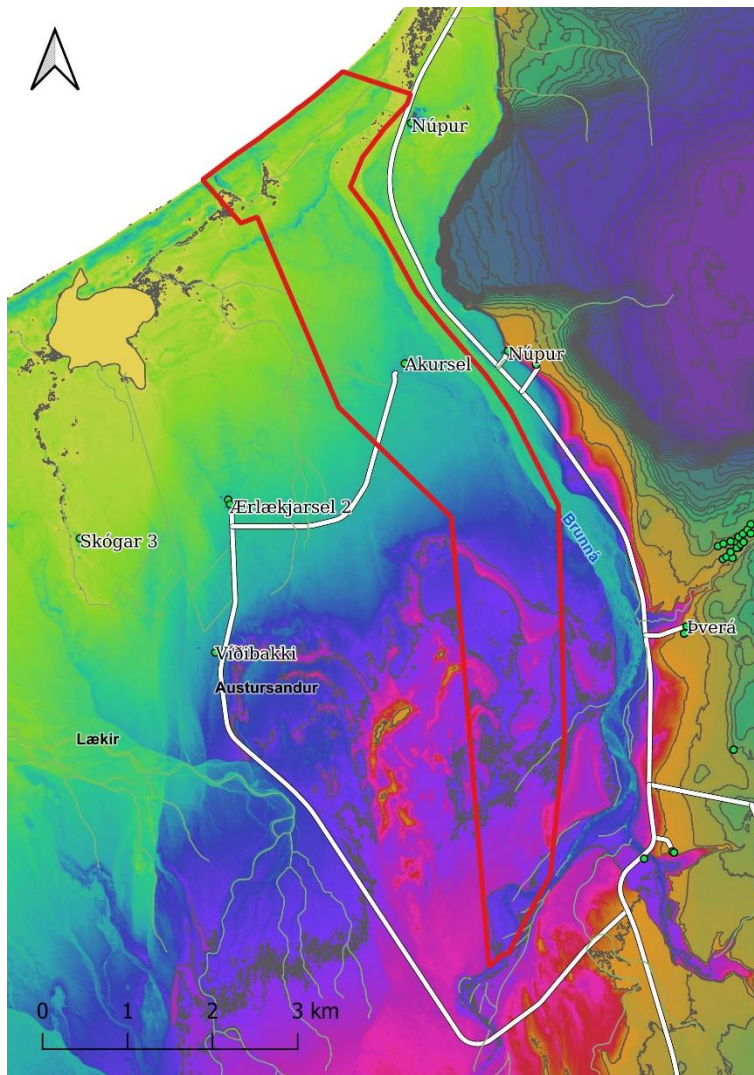 Núpur
Núpur
Akursel
Ærlækjarsel 2
Skógar 3
Brunná
Þverá
Víðibakki
Austursandur
Lækir
0 1 2 3 km